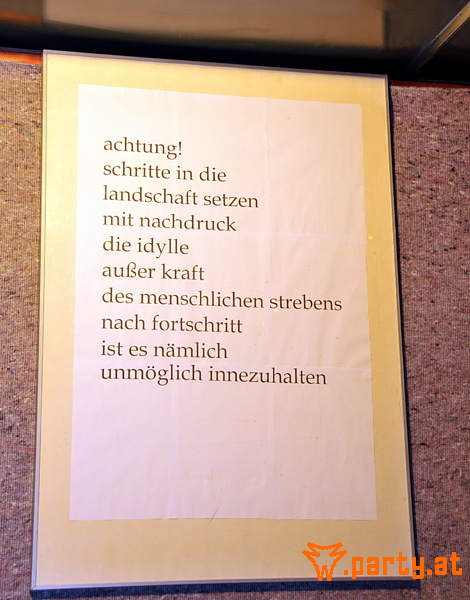 achtung!
schritte in die
landschaft setzen
mit nachdruck
die idylle
außer kraft
des menschlichen strebens
nach fortschritt
ist es nämlich
unmöglich innezuhalten
w.party.at